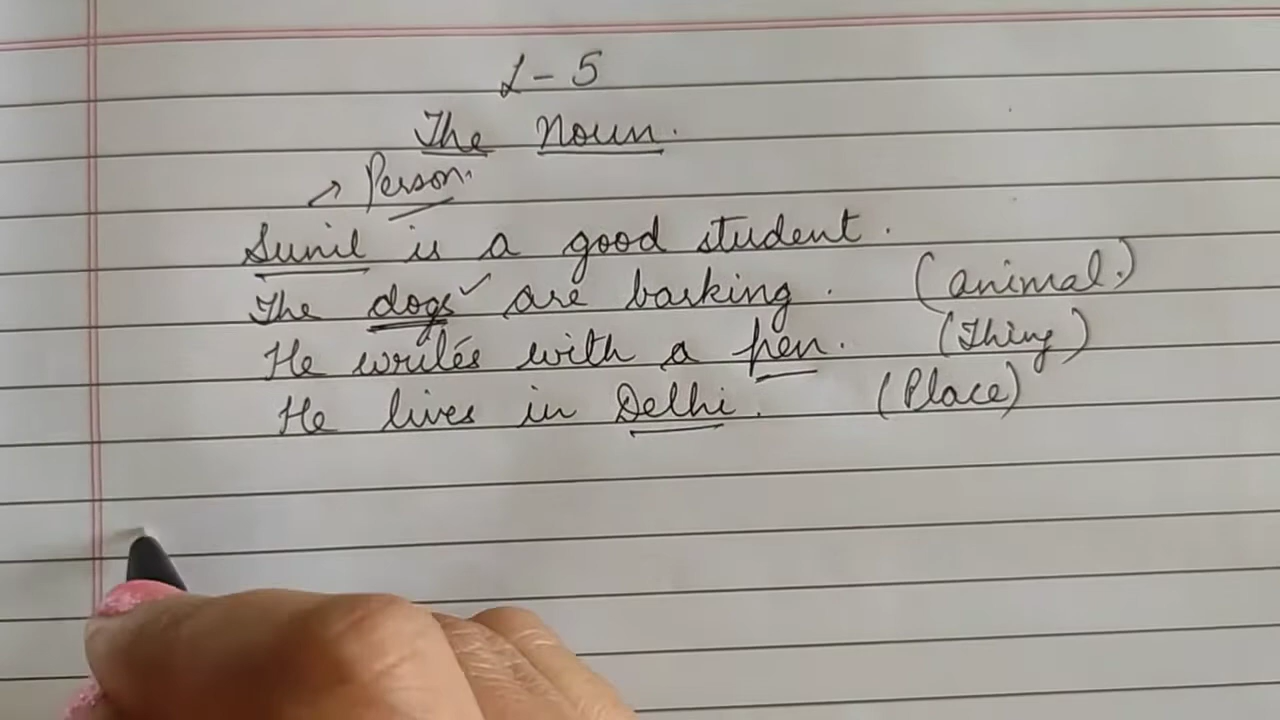 L-5
The Noun.
→ Person.
Sunil is a good student.
The dogs✓ are barking. (animal.)
He writes with a pen. (Thing)
He lives in Delhi. (Place)